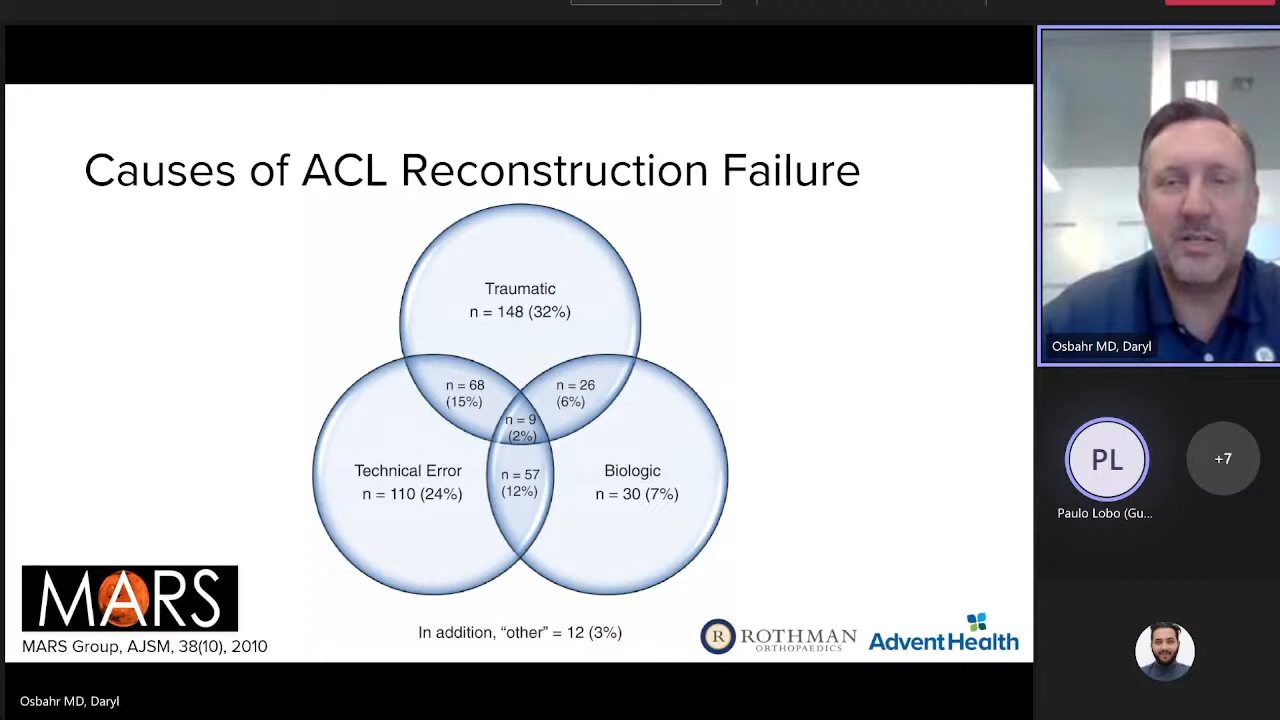 Causes of ACL Reconstruction Failure
Traumatic
n = 148 (32%)
n = 68
(15%)
n = 26
(6%)
n = 9
(2%)
Technical Error
n = 110 (24%)
n = 57
(12%)
Biologic
n = 30 (7%)
In addition, “other” = 12 (3%)
MARS
MARS Group, AJSM, 38(10), 2010
R ROTHMAN
ORTHOPAEDICS
AdventHealth
Osbahr MD, Daryl
PL
+7
Paulo Lobo (Gu...
Osbahr MD, Daryl